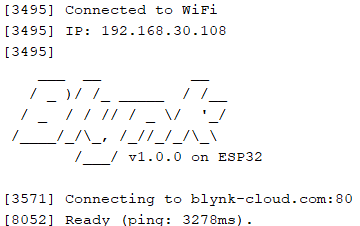 [3495] Connected to WiFi
[3495] IP: 192.168.30.108
[3495]
Blynk
v1.0.0 on ESP32
[3571] Connecting to blynk-cloud.com:80
[8052] Ready (ping: 3278ms).